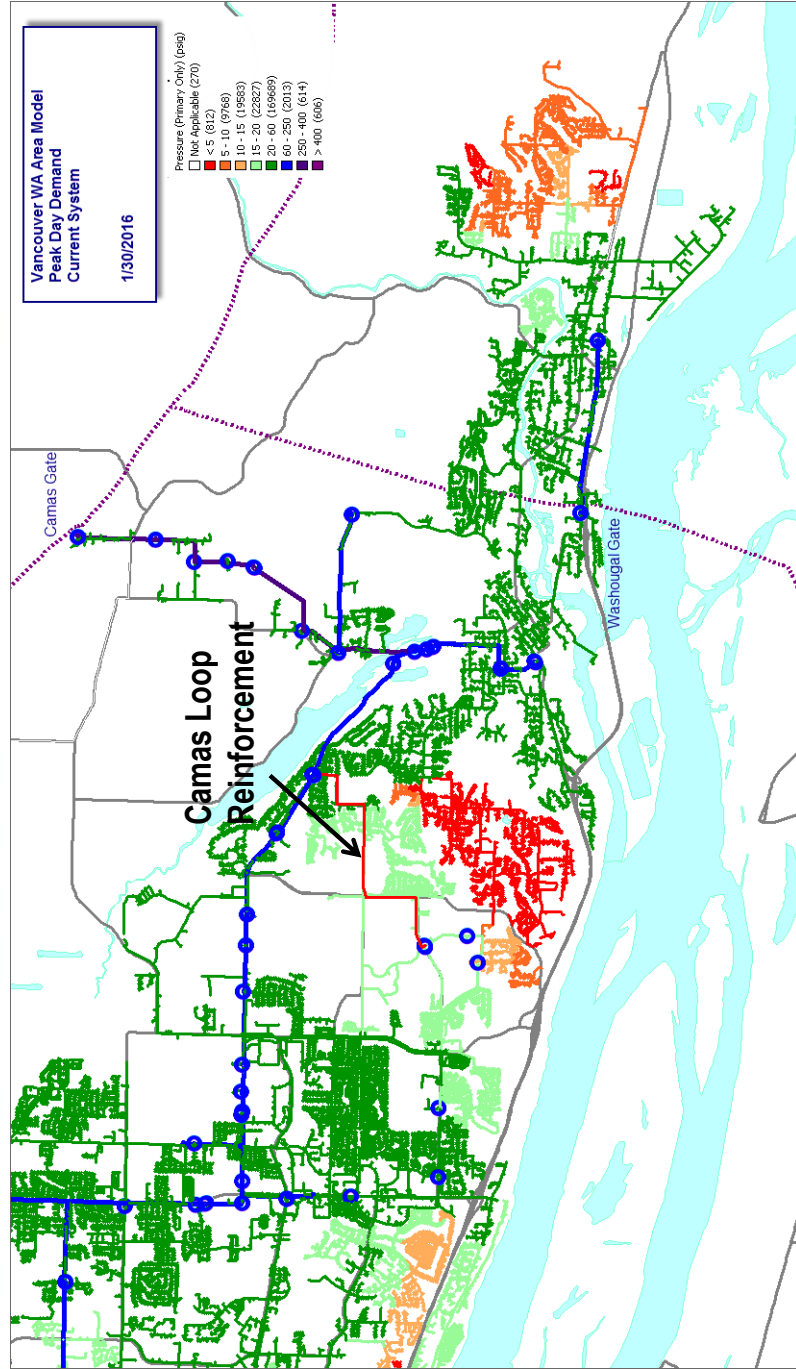 Vancouver WA Area Model
Peak Day Demand
Current System
1/30/2016
Pressure (Primary Only) (psig)
Not Applicable (270)
< 5 (812)
5 - 10 (9768)
10 - 15 (19583)
15 - 20 (22827)
20 - 60 (169689)
60 - 250 (2013)
250 - 400 (614)
> 400 (606)
Camas Gate
Camas Loop
Reinforcement
Washougal Gate